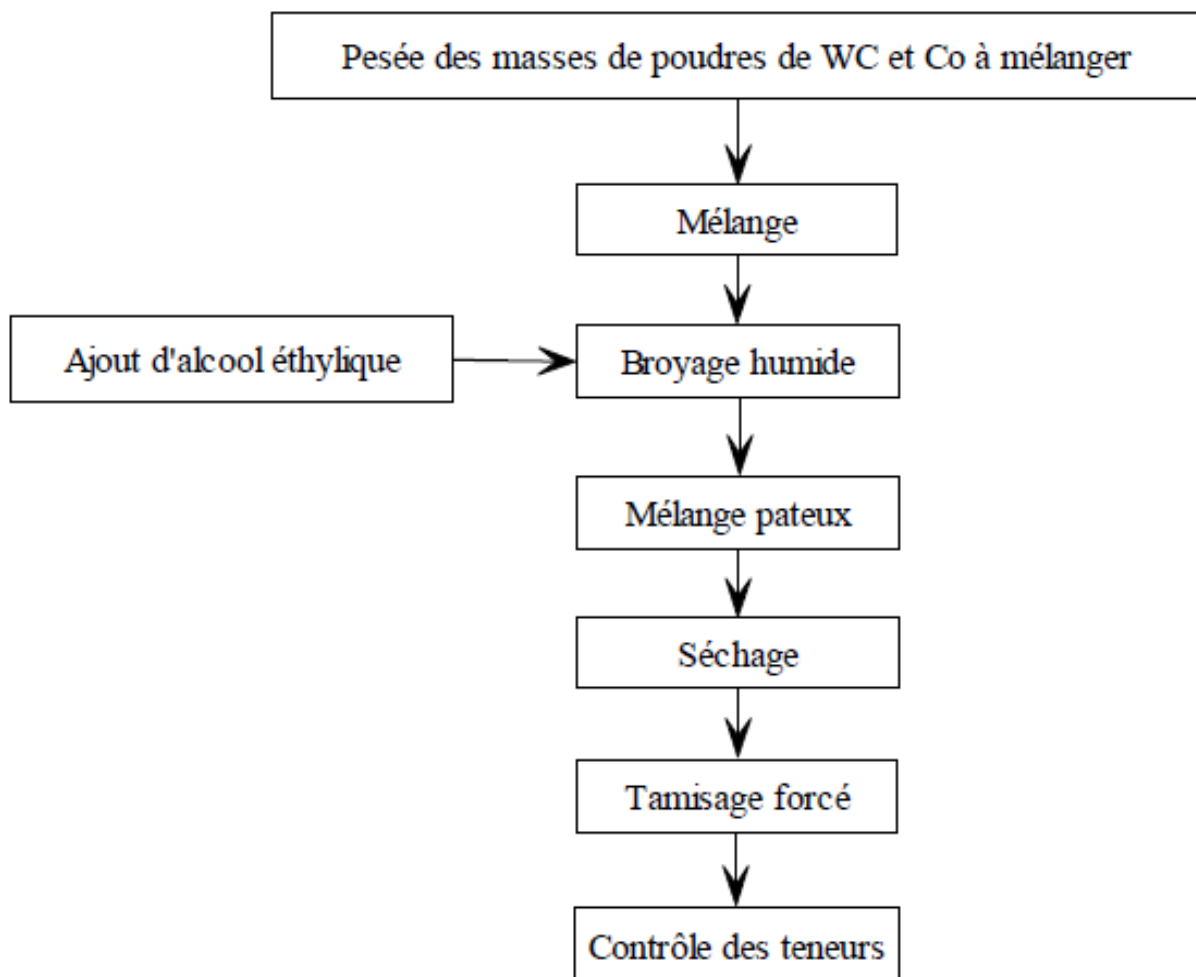 Pesée des masses de poudres de WC et Co à mélanger
Mélange
Ajout d'alcool éthylique
Broyage humide
Mélange pateux
Séchage
Tamisage forcé
Contrôle des teneurs